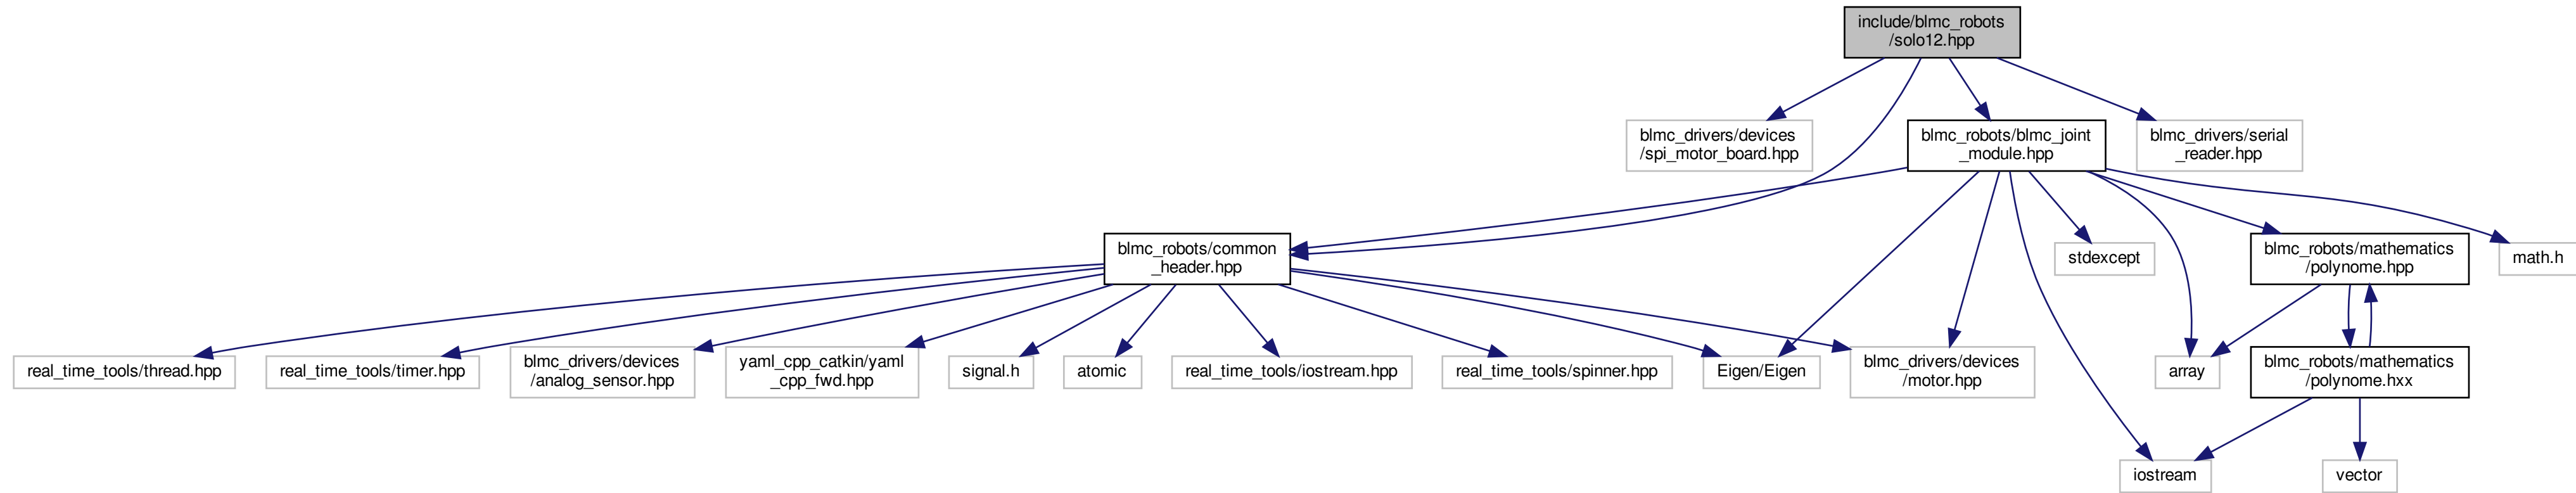 include/blmc_robots
/solo12.hpp
blmc_drivers/devices
/spi_motor_board.hpp
blmc_robots/blmc_joint
_module.hpp
blmc_drivers/serial
_reader.hpp
blmc_robots/common
_header.hpp
stdexcept
blmc_robots/mathematics
/polynome.hpp
math.h
real_time_tools/thread.hpp
real_time_tools/timer.hpp
blmc_drivers/devices
/analog_sensor.hpp
yaml_cpp_catkin/yaml
_cpp_fwd.hpp
signal.h
atomic
real_time_tools/iostream.hpp
real_time_tools/spinner.hpp
Eigen/Eigen
blmc_drivers/devices
/motor.hpp
array
blmc_robots/mathematics
/polynome.hxx
iostream
vector